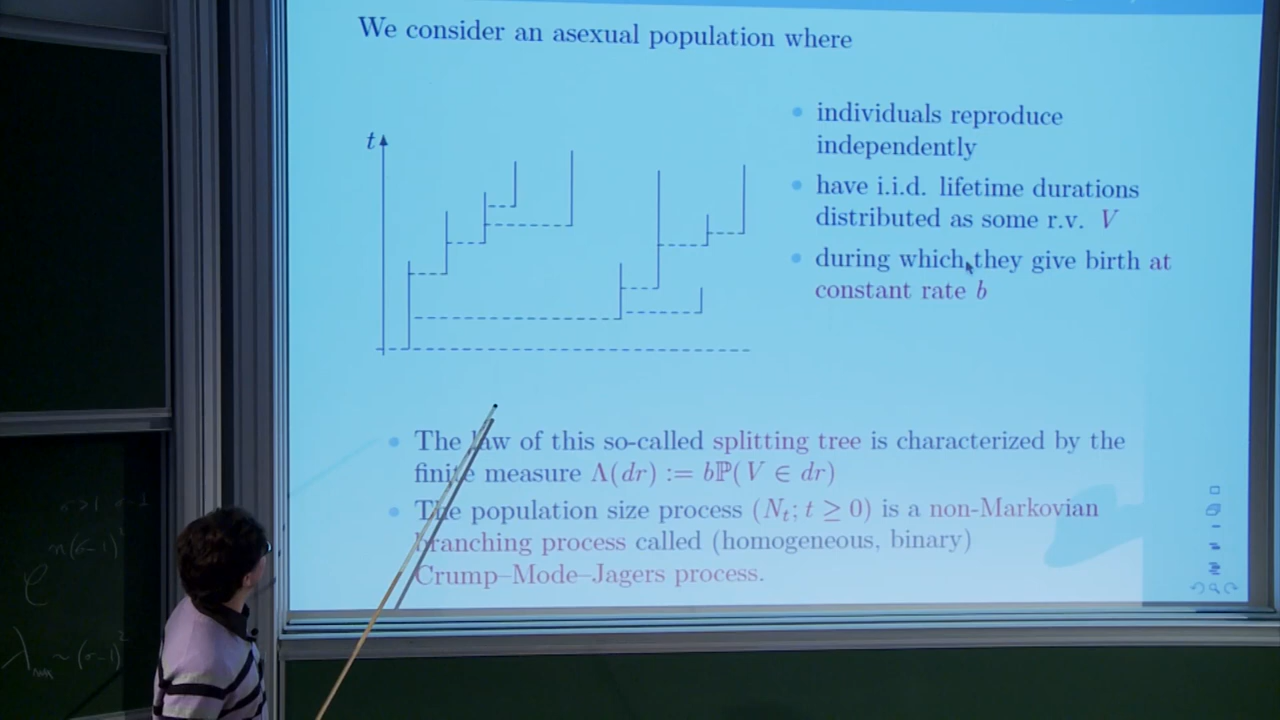 We consider an asexual population where
t
individuals reproduce
independently
have i.i.d. lifetime durations
distributed as some r.v. V
during which they give birth at
constant rate b
The law of this so-called splitting tree is characterized by the
finite measure Λ(dr) := bℙ(V ∈ dr)
The population size process (N_t; t ≥ 0) is a non-Markovian
branching process called (homogeneous, binary)
Crump–Mode–Jagers process.
e